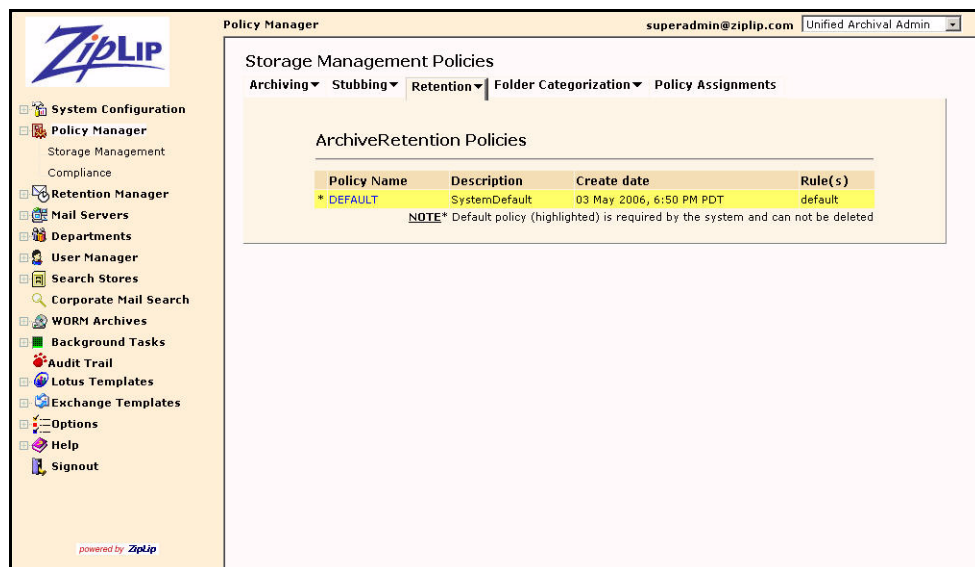 ZipLip
Policy Manager
superadmin@ziplip.com
Unified Archival Admin
System Configuration
Policy Manager
Storage Management
Compliance
Retention Manager
Mail Servers
Departments
User Manager
Search Stores
Corporate Mail Search
WORM Archives
Background Tasks
Audit Trail
Lotus Templates
Exchange Templates
Options
Help
Signout
powered by ZipLip
Storage Management Policies
Archiving Stubbing Retention Folder Categorization Policy Assignments
ArchiveRetention Policies
Policy Name Description Create date Rule(s)
* DEFAULT SystemDefault 03 May 2006, 6:50 PM PDT default
NOTE* Default policy (highlighted) is required by the system and can not be deleted